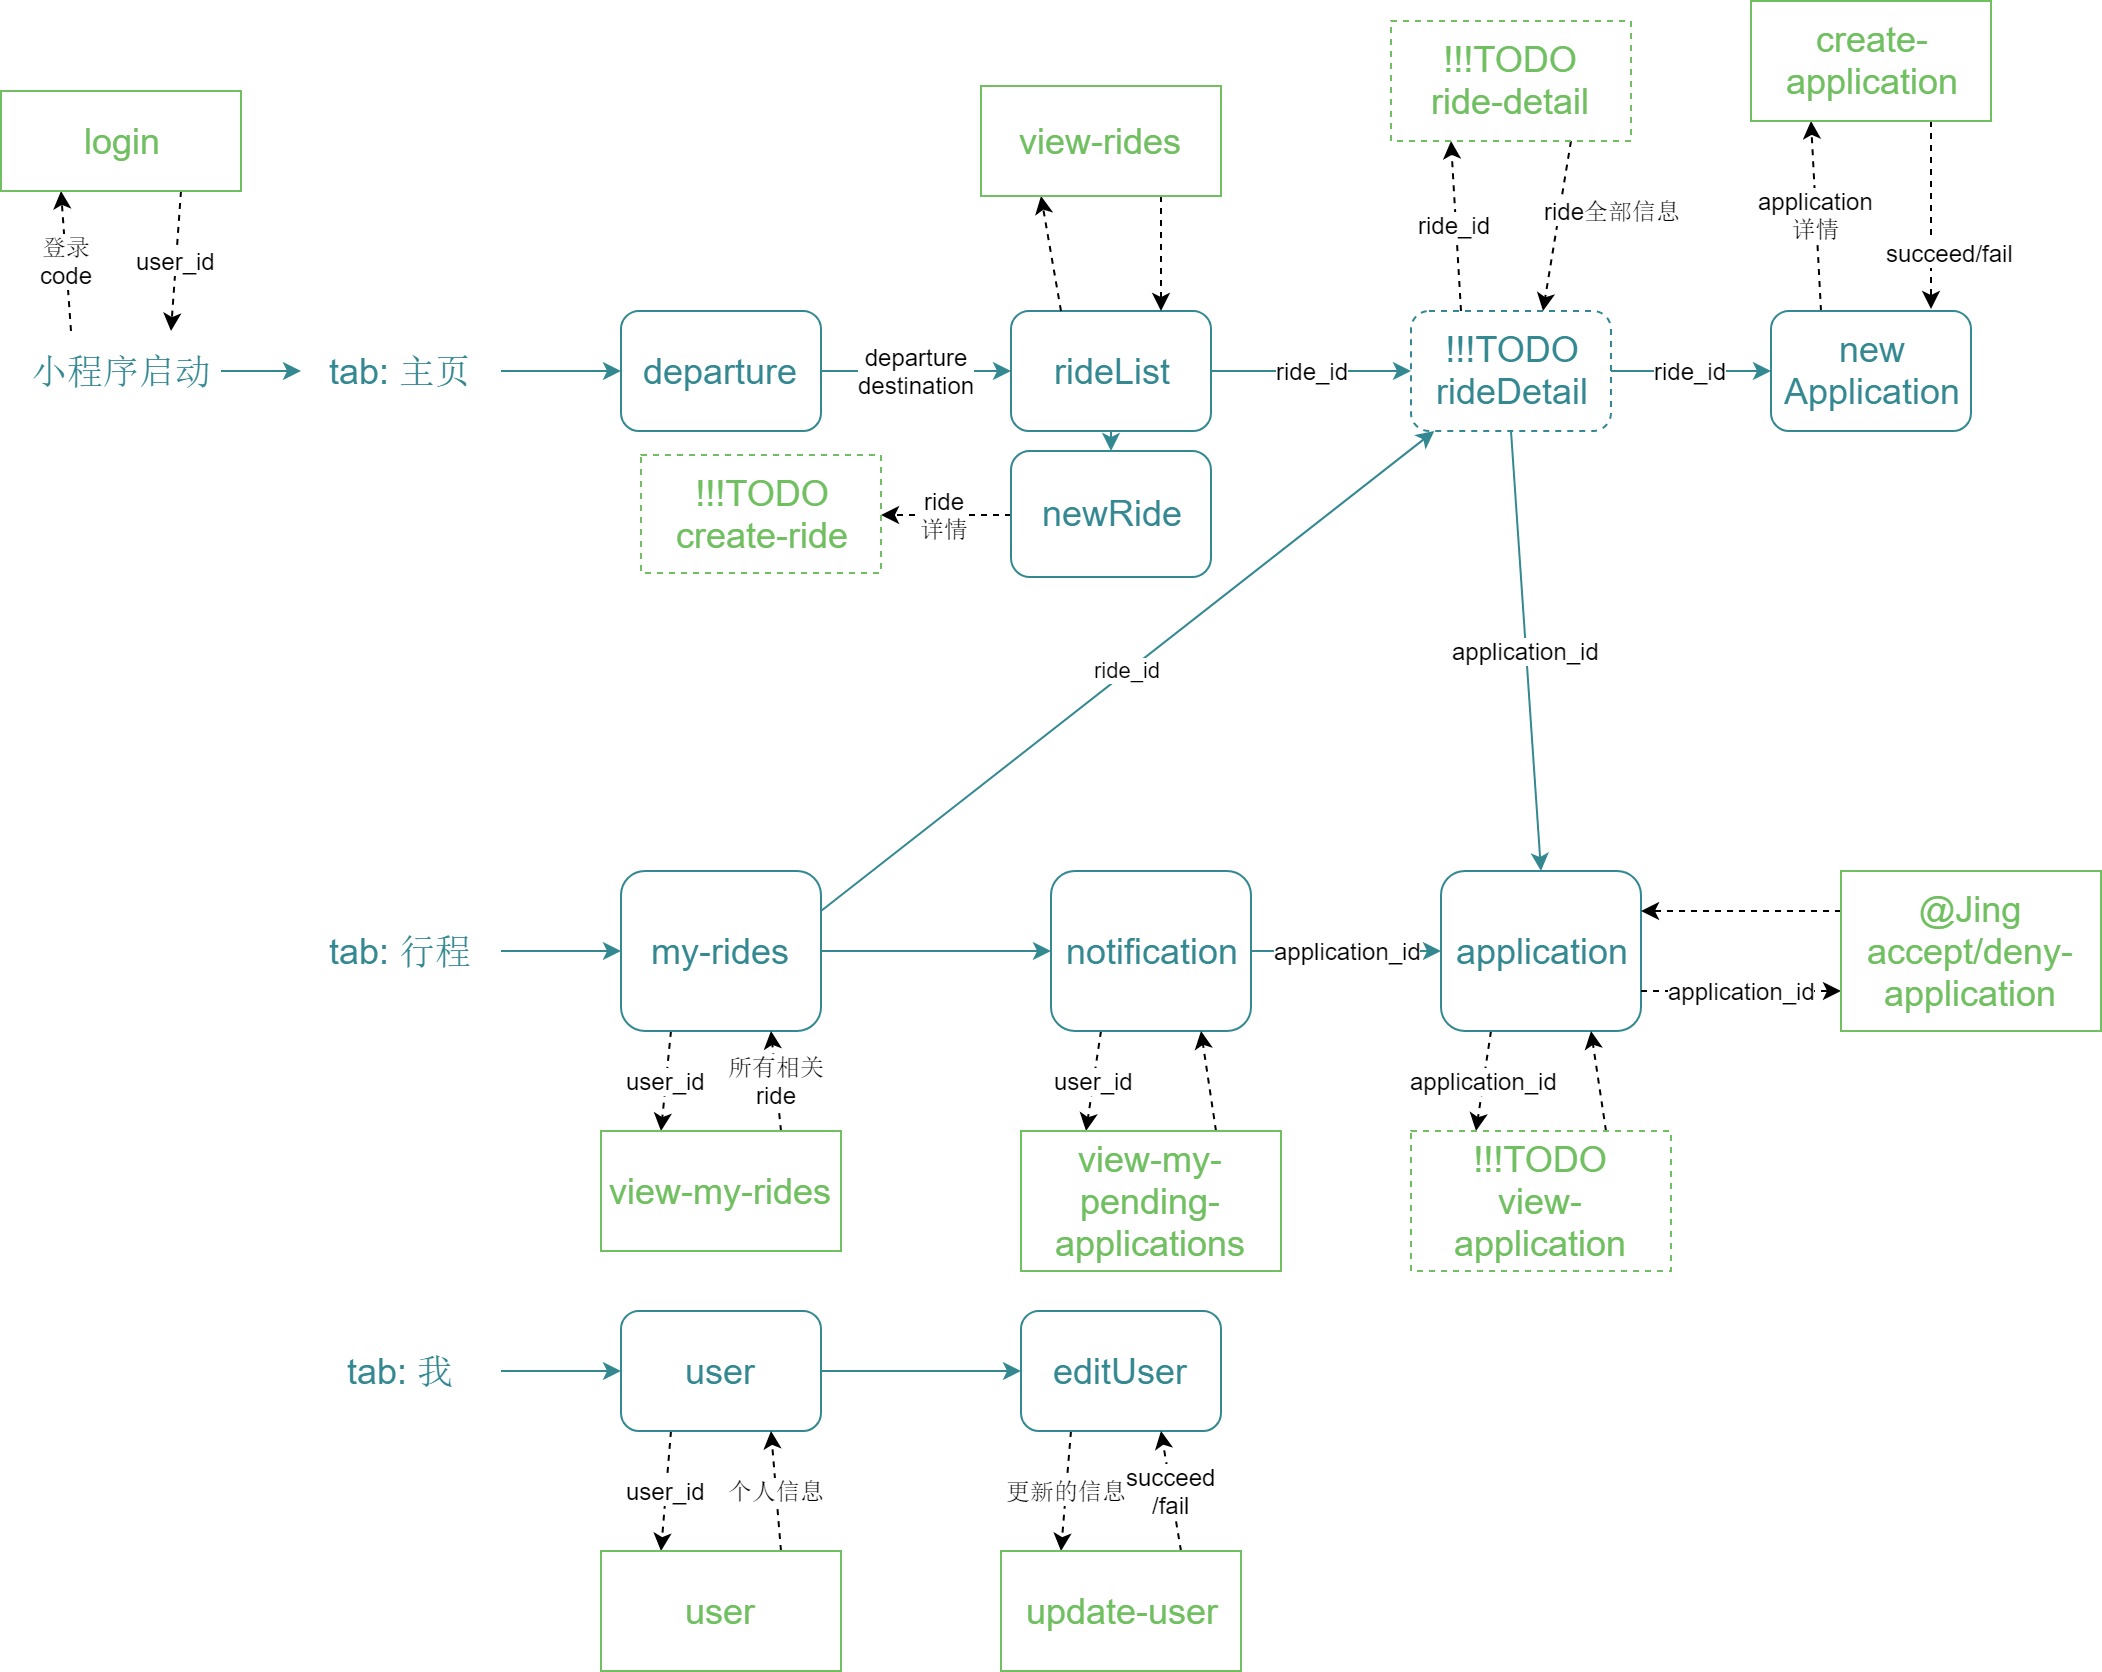 create-
application
!!!TODO
ride-detail
login
view-rides
登录
code
user_id
ride_id
ride全部信息
application
详情
succeed/fail
小程序启动
tab: 主页
departure
departure
destination
rideList
ride_id
!!!TODO
rideDetail
ride_id
new
Application
!!!TODO
create-ride
ride
详情
newRide
ride_id
application_id
tab: 行程
my-rides
notification
application_id
application
application_id
@Jing
accept/deny-
application
user_id
所有相关
ride
user_id
application_id
view-my-rides
view-my-
pending-
applications
!!!TODO
view-
application
tab: 我
user
editUser
user_id
个人信息
更新的信息
succeed
/fail
user
update-user